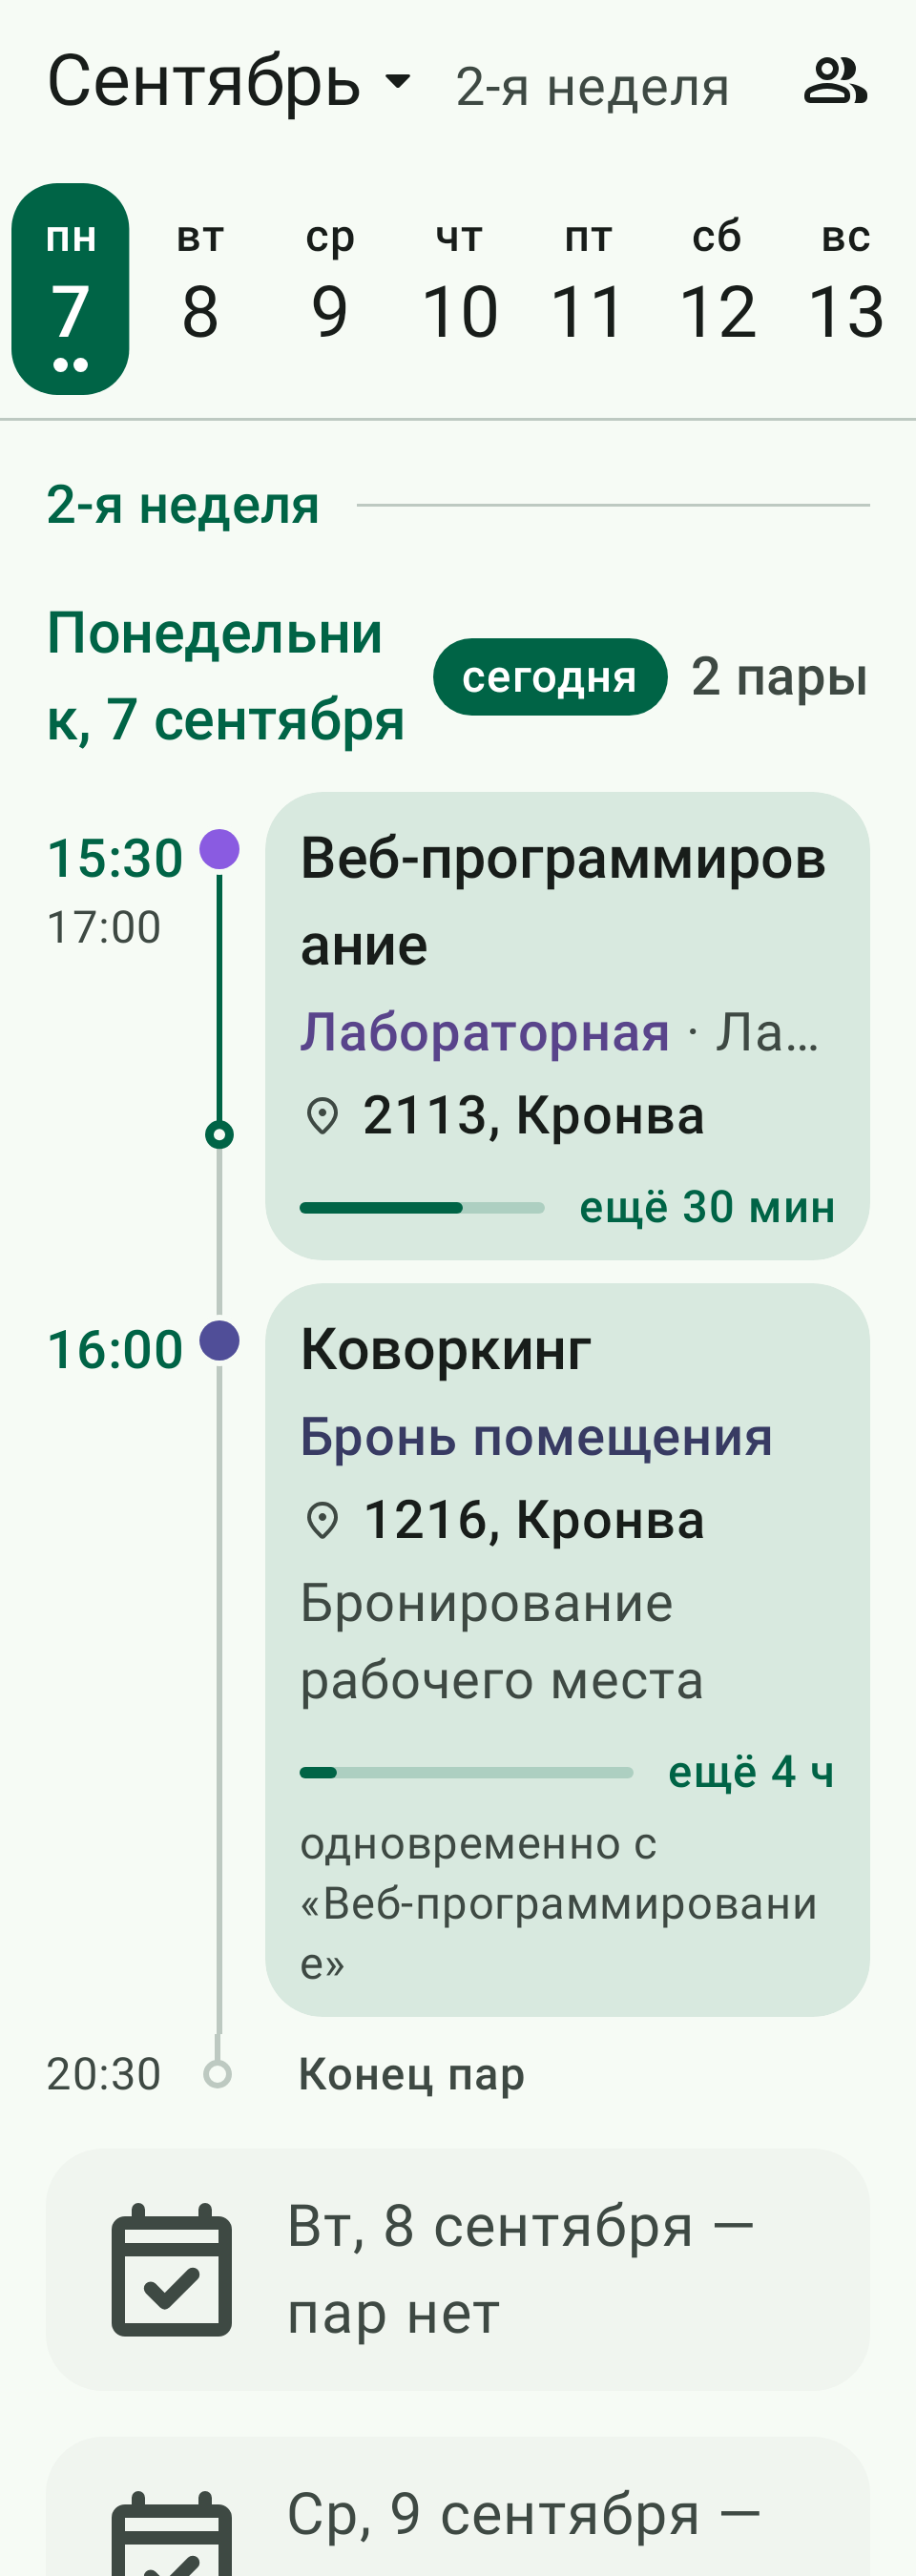 Сентябрь 2-я неделя
пн вт ср чт пт сб вс
7 8 9 10 11 12 13
2-я неделя
Понедельни
к, 7 сентября
сегодня 2 пары
15:30 Веб-программиров
17:00 ание
Лабораторная · Ла...
2113, Кронва
ещё 30 мин
16:00 Коворкинг
Бронь помещения
1216, Кронва
Бронирование
рабочего места
ещё 4 ч
одновременно с
«Веб-программировани
е»
20:30 Конец пар
Вт, 8 сентября —
пар нет
Ср, 9 сентября —